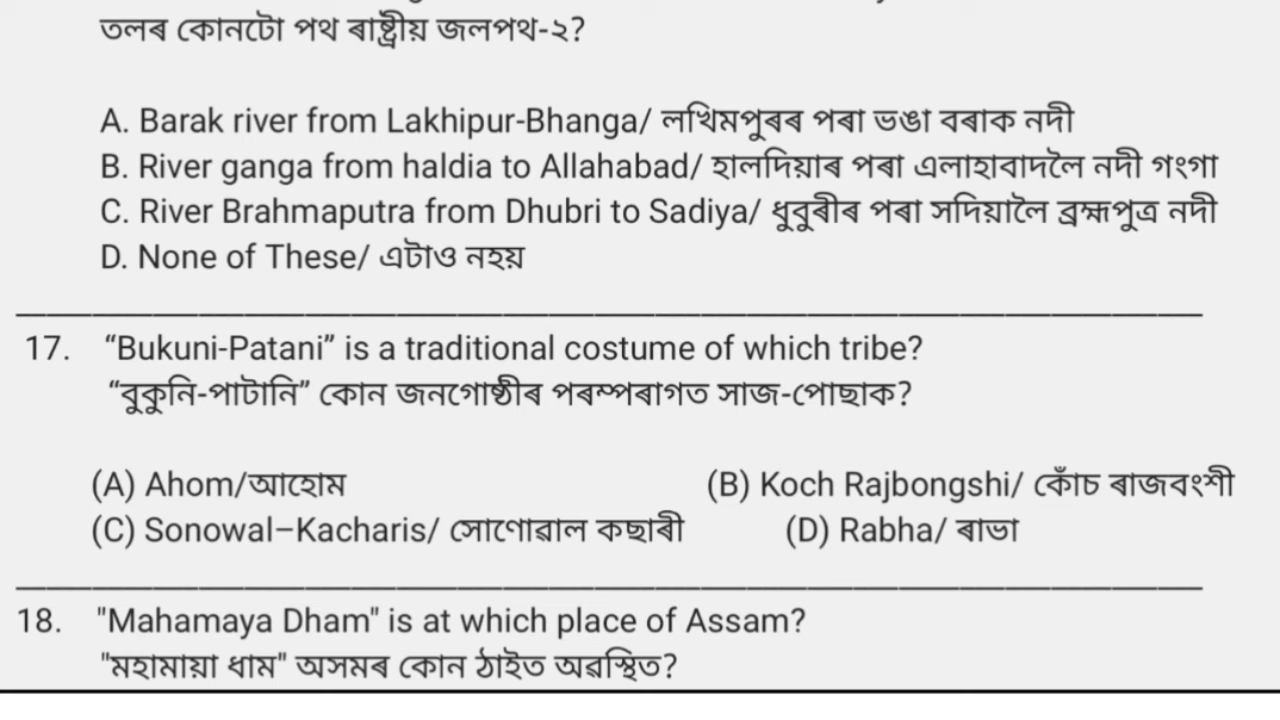 তলৰ কোনটো পথ ৰাষ্ট্ৰীয় জলপথ-২?
A. Barak river from Lakhipur-Bhanga/ লখিমপুৰৰ পৰা ভঙা বৰাক নদী
B. River ganga from haldia to Allahabad/ হালদিয়াৰ পৰা এলাহাবাদলৈ নদী গংগা
C. River Brahmaputra from Dhubri to Sadiya/ ধুবুৰীৰ পৰা সদিয়ালৈ ব্ৰহ্মপুত্ৰ নদী
D. None of These/ এটাও নহয়
17. “Bukuni-Patani” is a traditional costume of which tribe?
“বুকুনি-পাটানি” কোন জনগোষ্ঠীৰ পৰম্পৰাগত সাজ-পোছাক?
(A) Ahom/আহোম (B) Koch Rajbongshi/ কোঁচ ৰাজবংশী
(C) Sonowal–Kacharis/ সোণোৱাল কছাৰী (D) Rabha/ ৰাভা
18. "Mahamaya Dham" is at which place of Assam?
"মহামায়া ধাম" অসমৰ কোন ঠাইত অৱস্থিত?